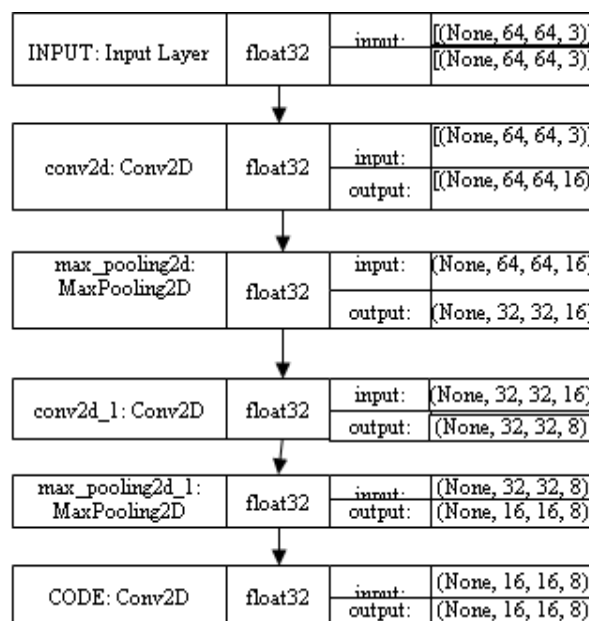 INPUT: Input Layer float32 input: [(None, 64, 64, 3)]
[(None, 64, 64, 3)]
conv2d: Conv2D float32 input: [(None, 64, 64, 3)]
output: [(None, 64, 64, 16)
max_pooling2d: MaxPooling2D float32 input: (None, 64, 64, 16)
output: (None, 32, 32, 16)
conv2d_1: Conv2D float32 input: (None, 32, 32, 16)
output: (None, 32, 32, 8)
max_pooling2d_1: MaxPooling2D float32 input: (None, 32, 32, 8)
output: (None, 16, 16, 8)
CODE: Conv2D float32 input: (None, 16, 16, 8)
output: (None, 16, 16, 8)